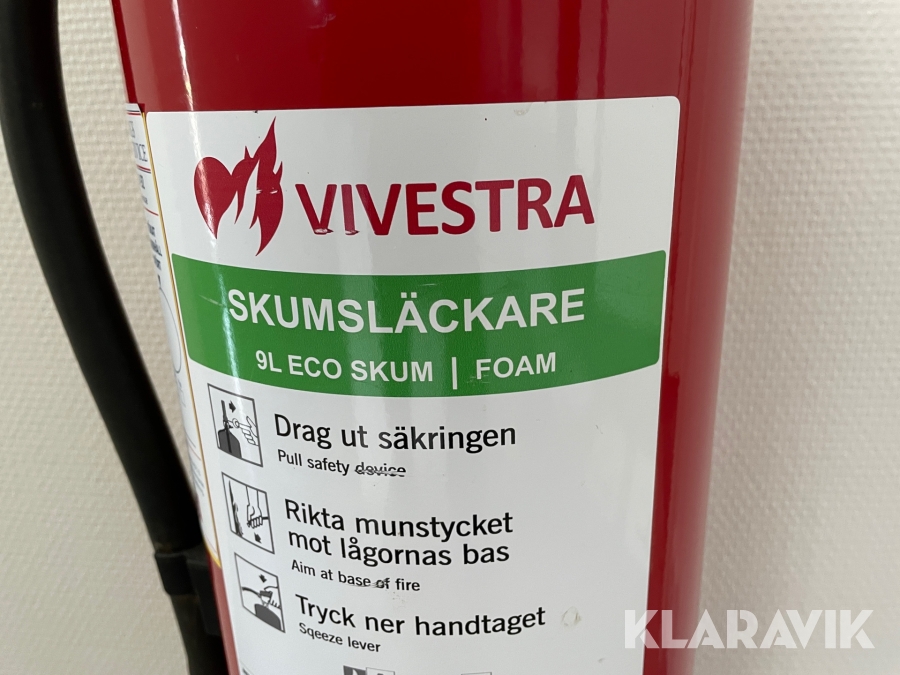 VIVESTRA
SKUMSLÄCKARE
9L ECO SKUM | FOAM
Drag ut säkringen
Pull safety device
Rikta munstycket
mot lågornas bas
Aim at base of fire
Tryck ner handtaget
Sqeeze lever
KLARAVIK